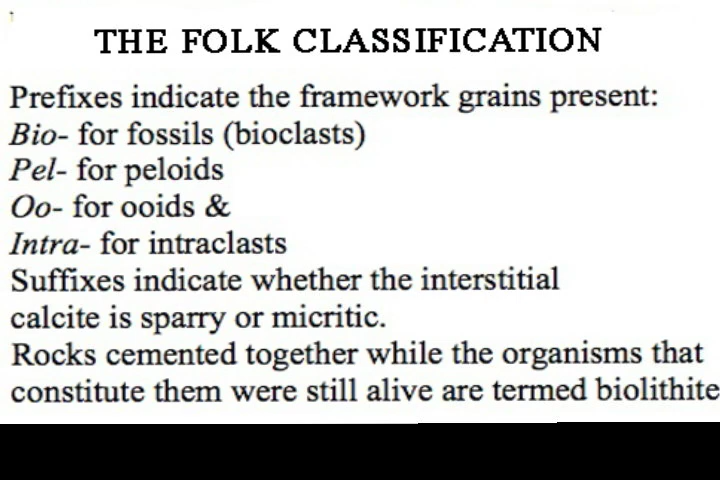 THE FOLK CLASSIFICATION
Prefixes indicate the framework grains present:
Bio- for fossils (bioclasts)
Pel- for peloids
Oo- for ooids &
Intra- for intraclasts
Suffixes indicate whether the interstitial
calcite is sparry or micritic.
Rocks cemented together while the organisms that
constitute them were still alive are termed biolithite